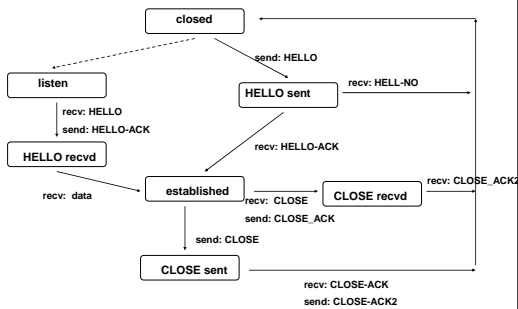 closed
send: HELLO
listen
HELLO sent
recv: HELL-NO
recv: HELLO
send: HELLO-ACK
recv: HELLO-ACK
HELLO recvd
recv: data
established
recv: CLOSE
send: CLOSE_ACK
CLOSE recvd
recv: CLOSE_ACK2
send: CLOSE
CLOSE sent
recv: CLOSE-ACK
send: CLOSE-ACK2